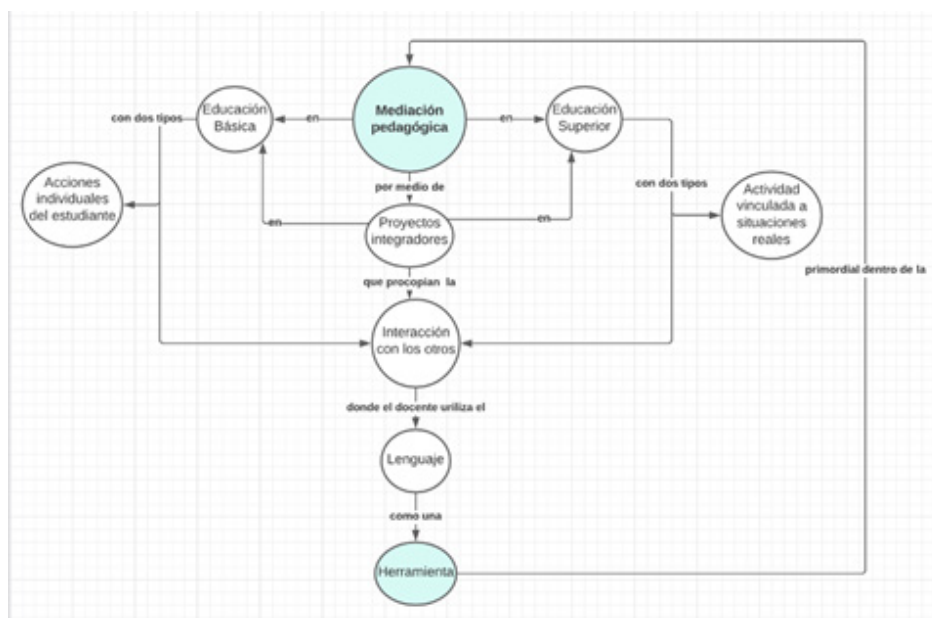 Mediación
pedagógica
Educación
Básica
en
en
Educación
Superior
con dos tipos
Acciones
individuales
del estudiante
por medio de
con dos tipos
Actividad
vinculada a
situaciones
reales
Proyectos
integradores
en
en
primordial dentro de la
que procopian la
Interacción
con los otros
donde el docente uriliza el
Lenguaje
como una
Herramienta